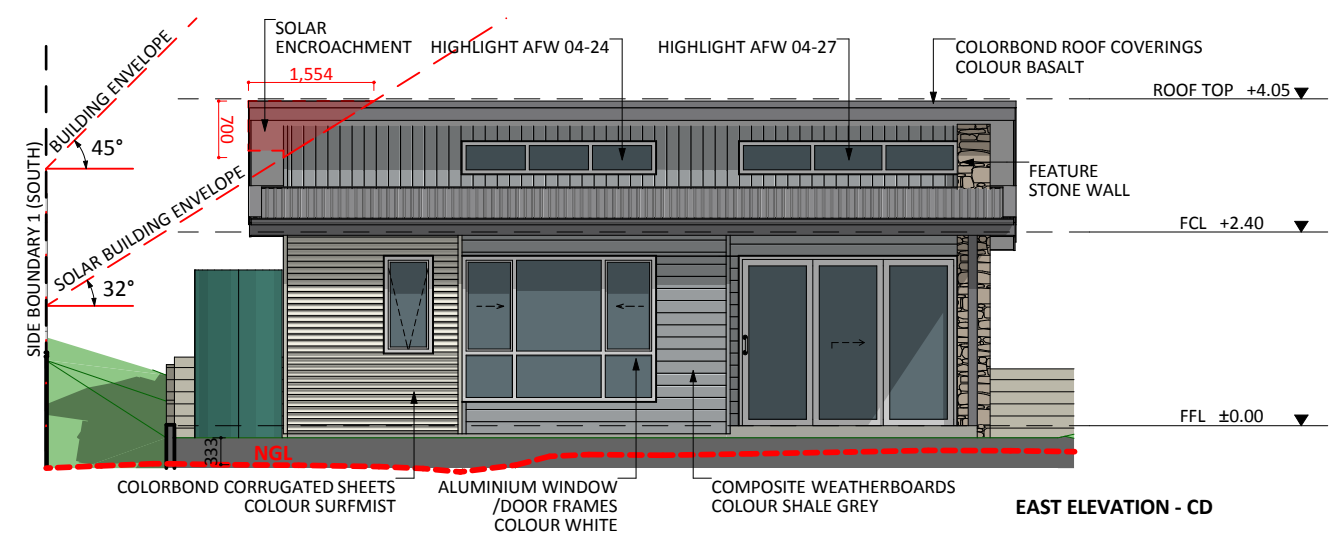 SOLAR
ENCROACHMENT
HIGHLIGHT AFW 04-24
HIGHLIGHT AFW 04-27
COLORBOND ROOF COVERINGS
COLOUR BASALT
1,554
ROOF TOP +4.05
BUILDING ENVELOPE
700
45°
SIDE BOUNDARY 1 (SOUTH)
FEATURE
STONE WALL
SOLAR BUILDING ENVELOPE
FCL +2.40
32°
FFL ±0.00
333
NGL
COLORBOND CORRUGATED SHEETS
COLOUR SURFMIST
ALUMINIUM WINDOW
/DOOR FRAMES
COLOUR WHITE
COMPOSITE WEATHERBOARDS
COLOUR SHALE GREY
EAST ELEVATION - CD